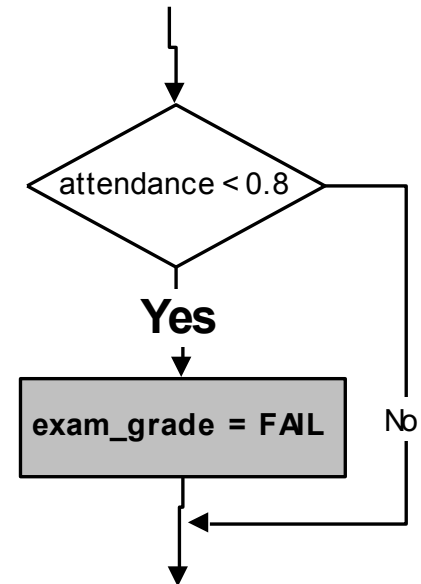 attendance < 0.8
Yes
exam_grade = FAIL
No